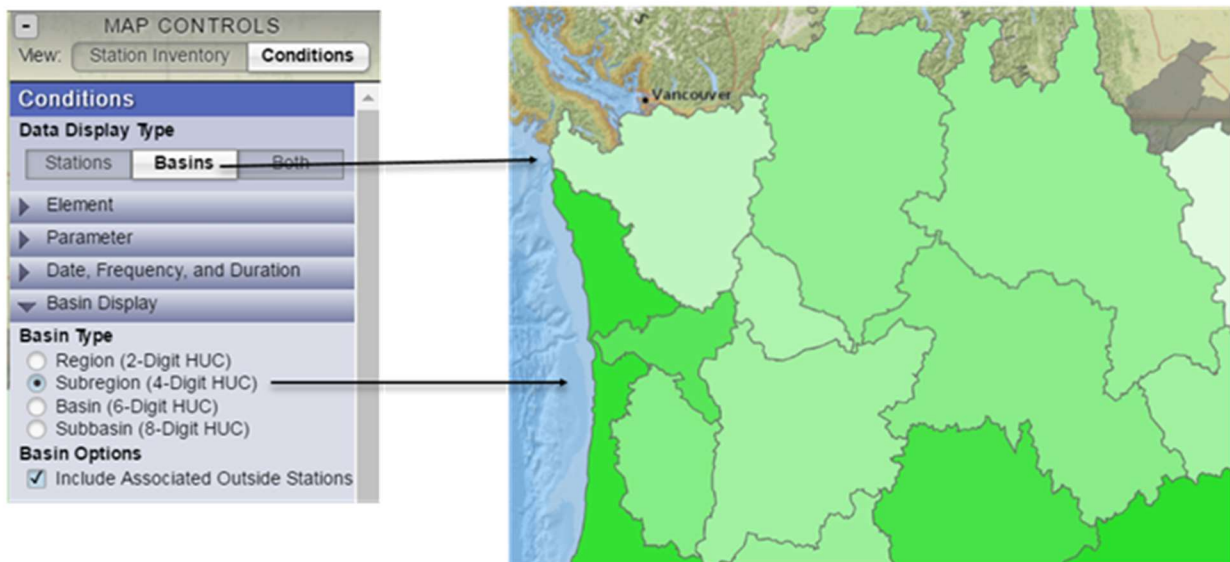 MAP CONTROLS
View: Station Inventory Conditions
Conditions
Data Display Type
Stations Basins Both
Element
Parameter
Date, Frequency, and Duration
Basin Display
Basin Type
Region (2-Digit HUC)
Subregion (4-Digit HUC)
Basin (6-Digit HUC)
Subbasin (8-Digit HUC)
Basin Options
Include Associated Outside Stations
Vancouver